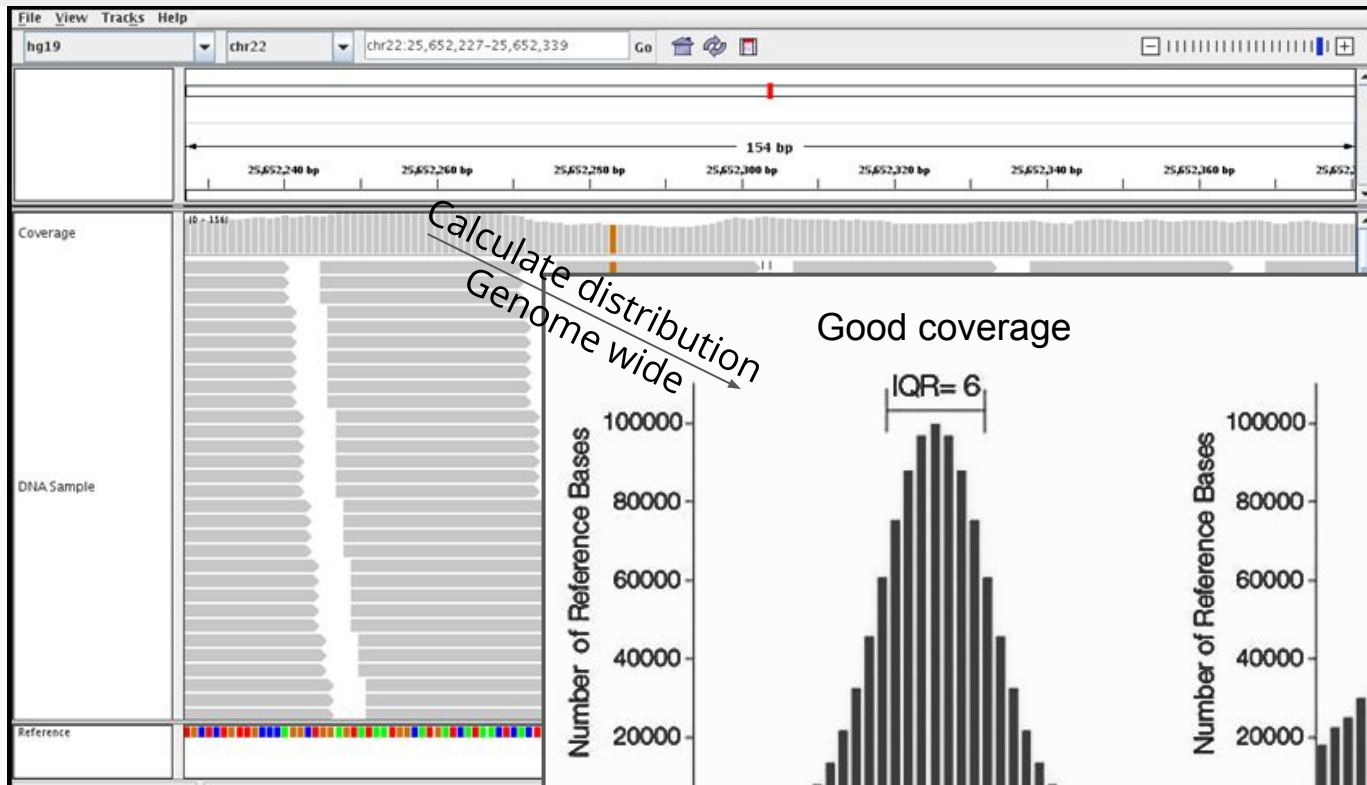 File View Tracks Help
hg19 chr22 chr22:25,652,227-25,652,339 Go
154 bp
25,652,240 bp 25,652,260 bp 25,652,280 bp 25,652,300 bp 25,652,320 bp 25,652,340 bp 25,652,360 bp
Coverage
[0 - 156]
Calculate distribution
Genome wide
DNA Sample
Reference
Good coverage
IQR= 6
Number of Reference Bases
100000
80000
60000
40000
20000
Number of Reference Bases
100000
80000
60000
40000
20000